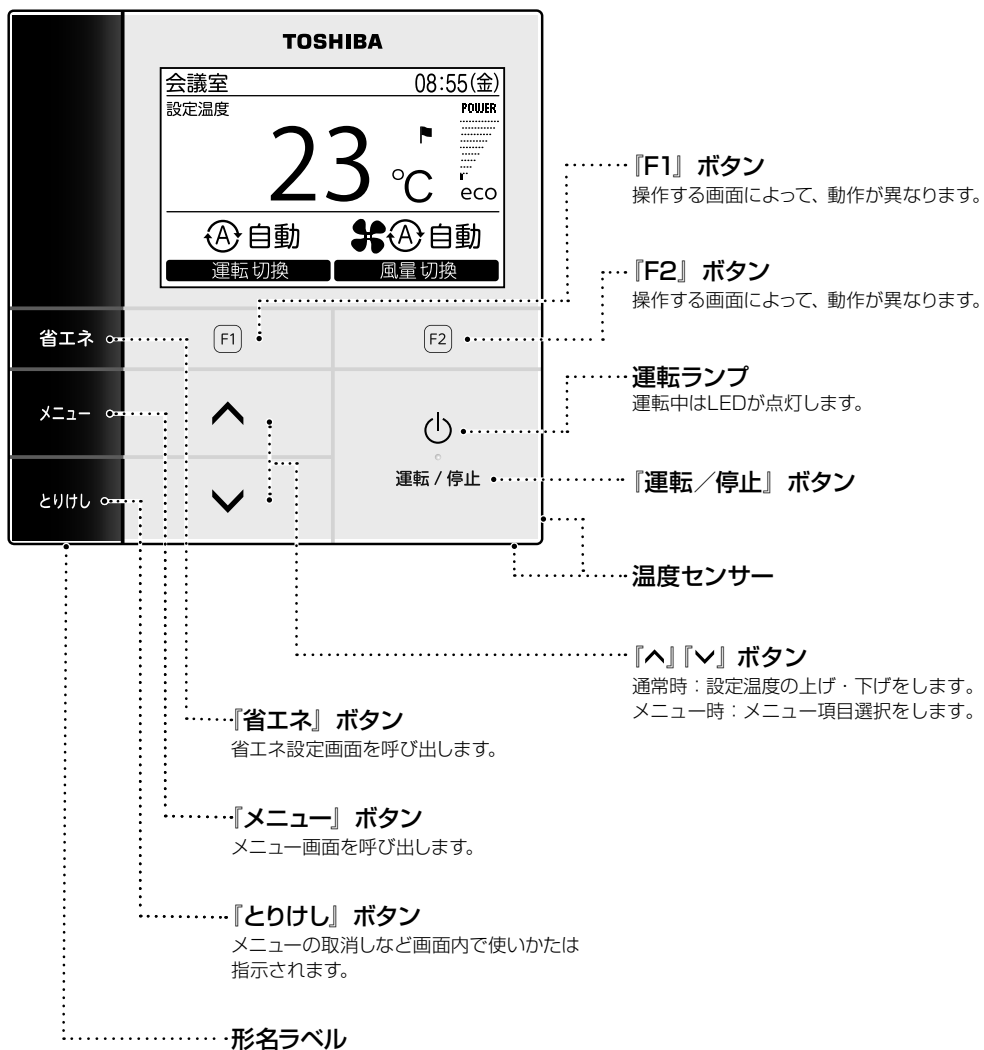 TOSHIBA
会議室 08:55(金)
設定温度 POWER
23 ℃
eco
A 自動 A 自動
運転切換 風量切換
省エネ F1 F2
メニュー
運転 / 停止
とりけし
『F1』 ボタン
操作する画面によって、動作が異なります。
『F2』 ボタン
操作する画面によって、動作が異なります。
運転ランプ
運転中はLEDが点灯します。
『運転／停止』 ボタン
温度センサー
『∧』『∨』 ボタン
通常時：設定温度の上げ・下げをします。
メニュー時：メニュー項目選択をします。
『省エネ』 ボタン
省エネ設定画面を呼び出します。
『メニュー』 ボタン
メニュー画面を呼び出します。
『とりけし』 ボタン
メニューの取消しなど画面内で使いかたは
指示されます。
形名ラベル